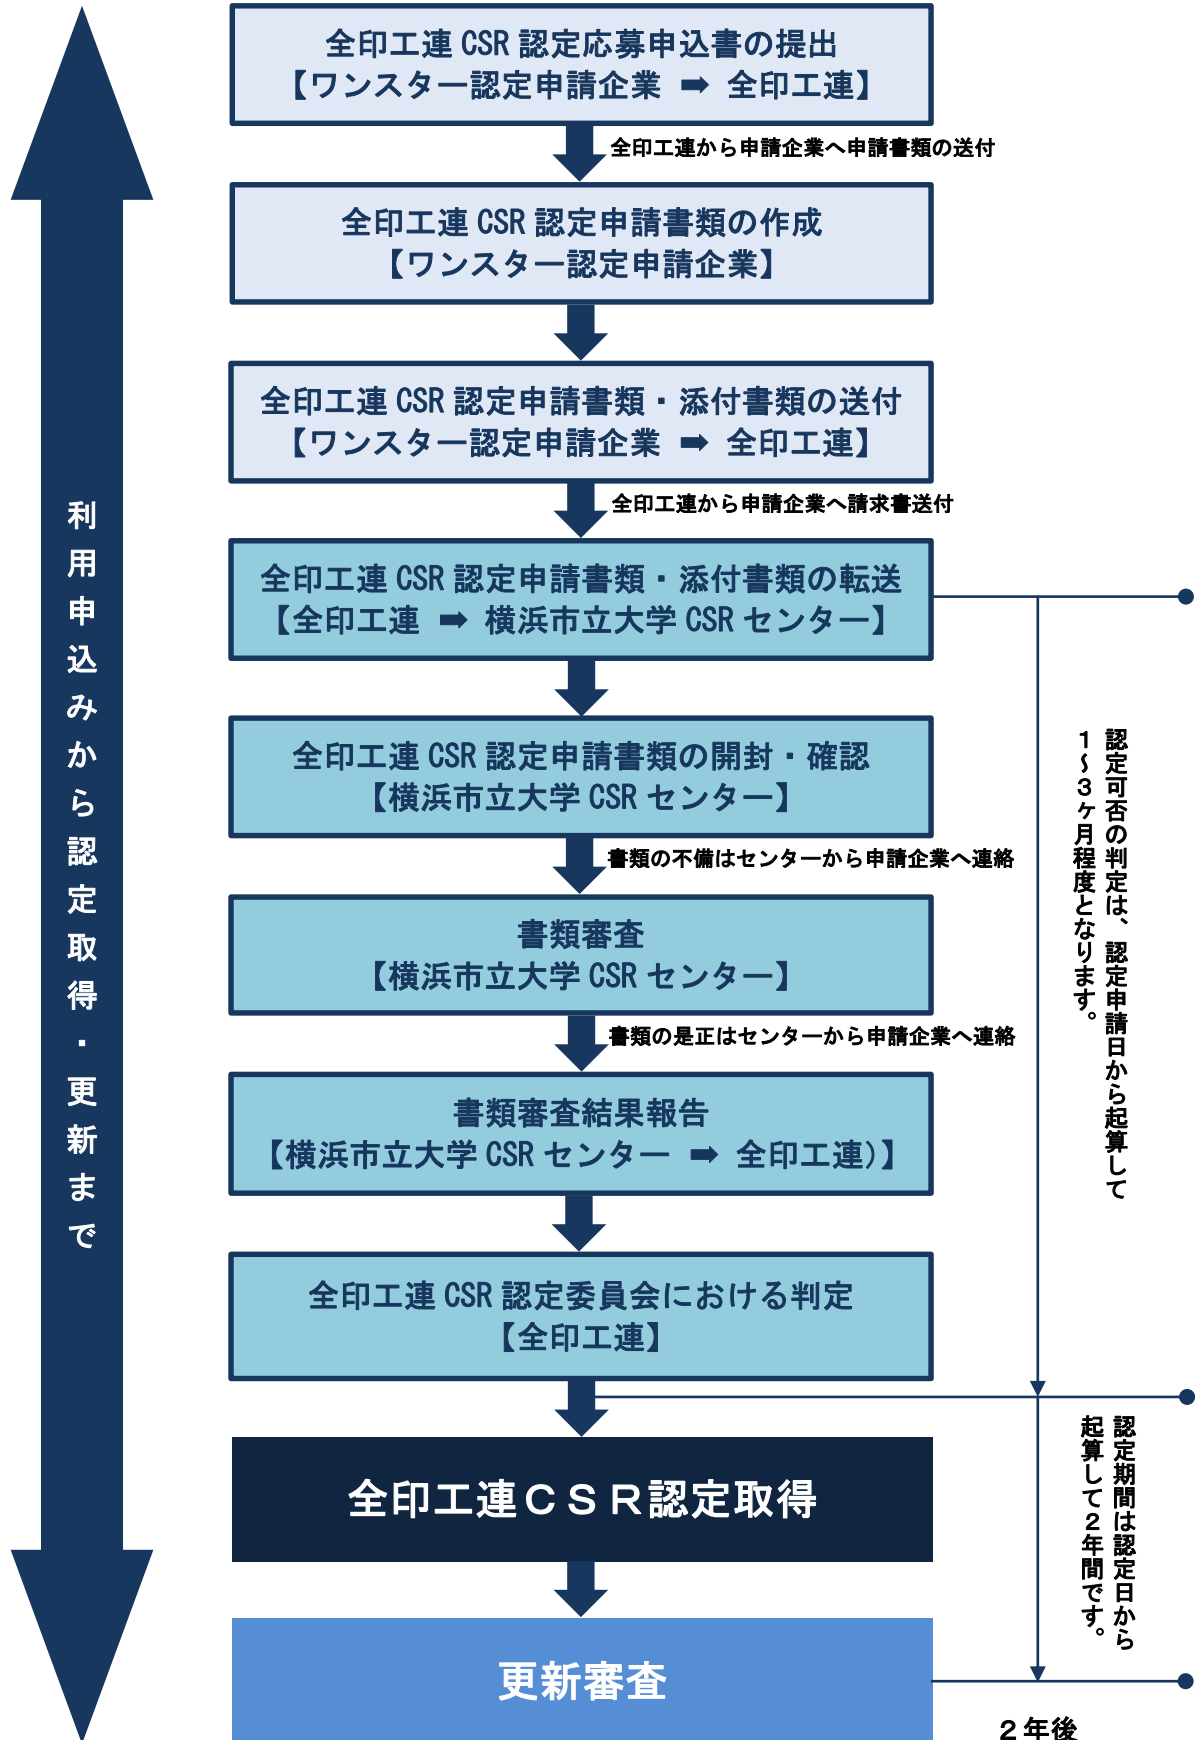 全印工連 CSR 認定応募申込書の提出
【ワンスター認定申請企業 ➡ 全印工連】
全印工連から申請企業へ申請書類の送付
全印工連 CSR 認定申請書類の作成
【ワンスター認定申請企業】
全印工連 CSR 認定申請書類・添付書類の送付
【ワンスター認定申請企業 ➡ 全印工連】
全印工連から申請企業へ請求書送付
全印工連 CSR 認定申請書類・添付書類の転送
【全印工連 ➡ 横浜市立大学 CSR センター】
全印工連 CSR 認定申請書類の開封・確認
【横浜市立大学 CSR センター】
書類の不備はセンターから申請企業へ連絡
書類審査
【横浜市立大学 CSR センター】
書類の是正はセンターから申請企業へ連絡
書類審査結果報告
【横浜市立大学 CSR センター ➡ 全印工連)】
全印工連 CSR 認定委員会における判定
【全印工連】
全印工連ＣＳＲ認定取得
更新審査
利用申込みから認定取得・更新まで
認定可否の判定は、認定申請日から起算して
１～３ヶ月程度となります。
認定期間は認定日から
起算して２年間です。
２年後